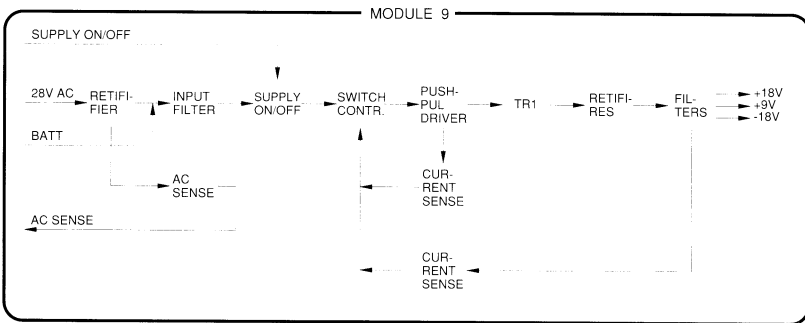 MODULE 9
SUPPLY ON/OFF
28V AC
RETIFI-
FIER
INPUT
FILTER
SUPPLY
ON/OFF
SWITCH
CONTR.
PUSH-
PUL
DRIVER
TR1
RETIFI-
RES
FIL-
TERS
+18V
+9V
-18V
BATT
AC
SENSE
CUR-
RENT
SENSE
AC SENSE
CUR-
RENT
SENSE